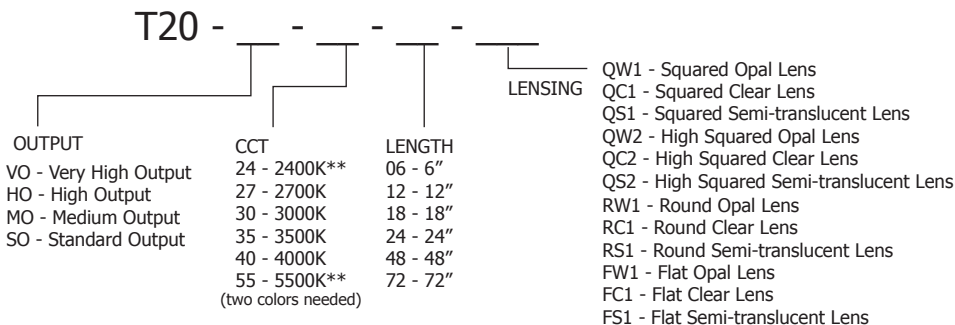 T20 - __ - __ - __ - ___
OUTPUT
VO - Very High Output
HO - High Output
MO - Medium Output
SO - Standard Output
CCT
24 - 2400K**
27 - 2700K
30 - 3000K
35 - 3500K
40 - 4000K
55 - 5500K**
(two colors needed)
LENGTH
06 - 6″
12 - 12″
18 - 18″
24 - 24″
48 - 48″
72 - 72″
LENSING
QW1 - Squared Opal Lens
QC1 - Squared Clear Lens
QS1 - Squared Semi-translucent Lens
QW2 - High Squared Opal Lens
QC2 - High Squared Clear Lens
QS2 - High Squared Semi-translucent Lens
RW1 - Round Opal Lens
RC1 - Round Clear Lens
RS1 - Round Semi-translucent Lens
FW1 - Flat Opal Lens
FC1 - Flat Clear Lens
FS1 - Flat Semi-translucent Lens